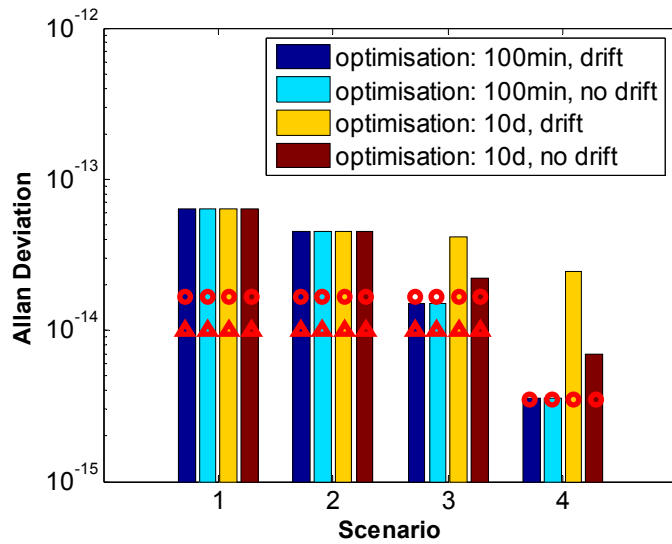 10^-12
10^-13
10^-14
10^-15
Allan Deviation
optimisation: 100min, drift
optimisation: 100min, no drift
optimisation: 10d, drift
optimisation: 10d, no drift
1 2 3 4
Scenario